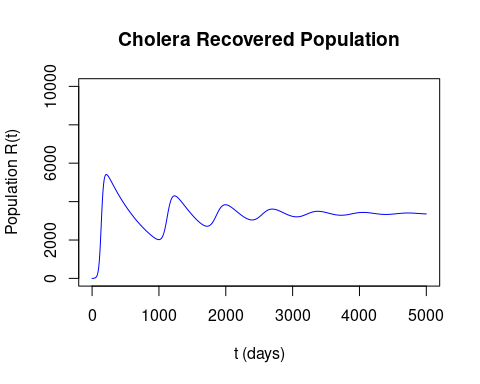 Cholera Recovered Population
Population R(t)
10000
6000
2000
0
0 1000 2000 3000 4000 5000
t (days)